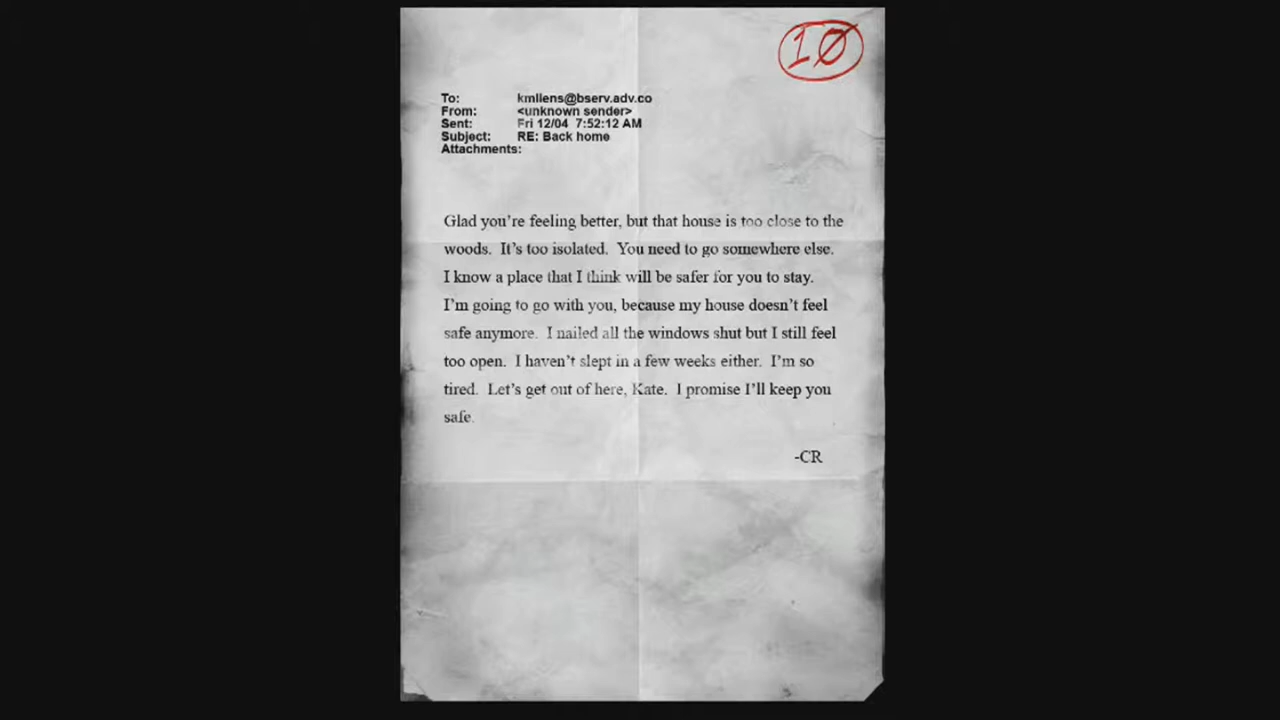 10
To: kmllens@bserv.adv.co
From: <unknown sender>
Sent: Fri 12/04 7:52:12 AM
Subject: RE: Back home
Attachments:
Glad you're feeling better, but that house is too close to the
woods. It's too isolated. You need to go somewhere else.
I know a place that I think will be safer for you to stay.
I'm going to go with you, because my house doesn't feel
safe anymore. I nailed all the windows shut but I still feel
too open. I haven't slept in a few weeks either. I'm so
tired. Let's get out of here, Kate. I promise I'll keep you
safe.
-CR